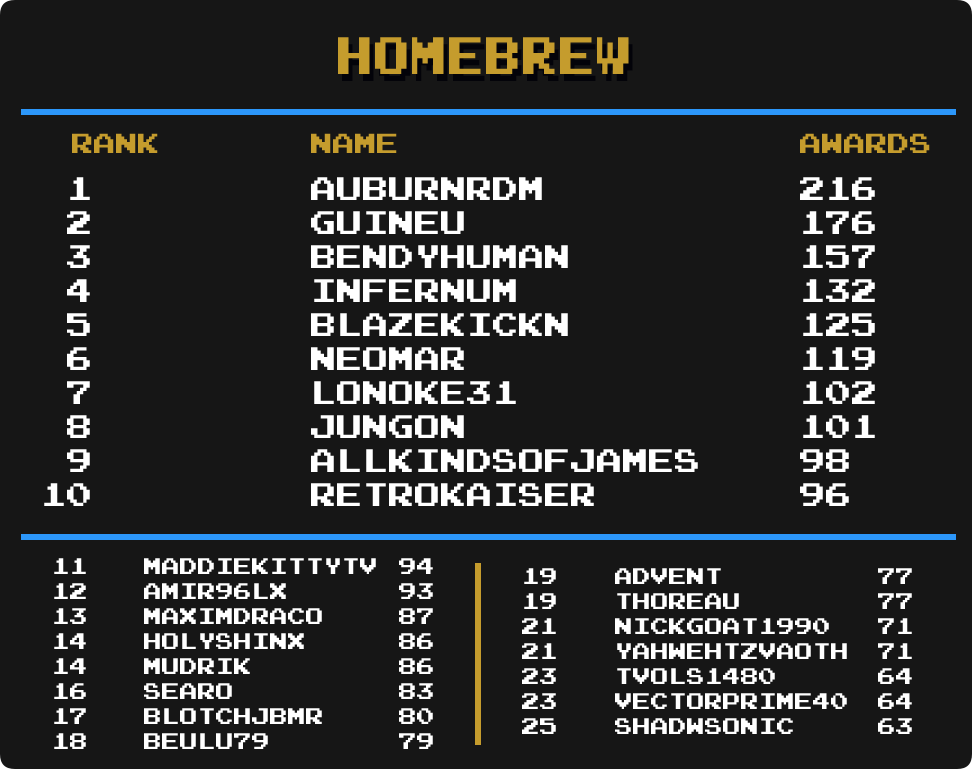 HOMEBREW
RANK NAME AWARDS
1 AUBURNRDM 216
2 GUINEU 176
3 BENDYHUMAN 157
4 INFERNUM 132
5 BLAZEKICKN 125
6 NEOMAR 119
7 LONOKE31 102
8 JUNGON 101
9 ALLKINDSOFJAMES 98
10 RETROKAISER 96
11 MADDIEKITTYTV 94
12 AMIR96LX 93
13 MAXIMDRACO 87
14 HOLYSHINX 86
14 MUDRIK 86
16 SEARO 83
17 BLOTCHJBMR 80
18 BEULU79 79
19 ADVENT 77
19 THOREAU 77
21 NICKGOAT1990 71
21 YAHWEHTZVAOTH 71
23 TVOLS1480 64
23 VECTORPRIME40 64
25 SHADWSONIC 63